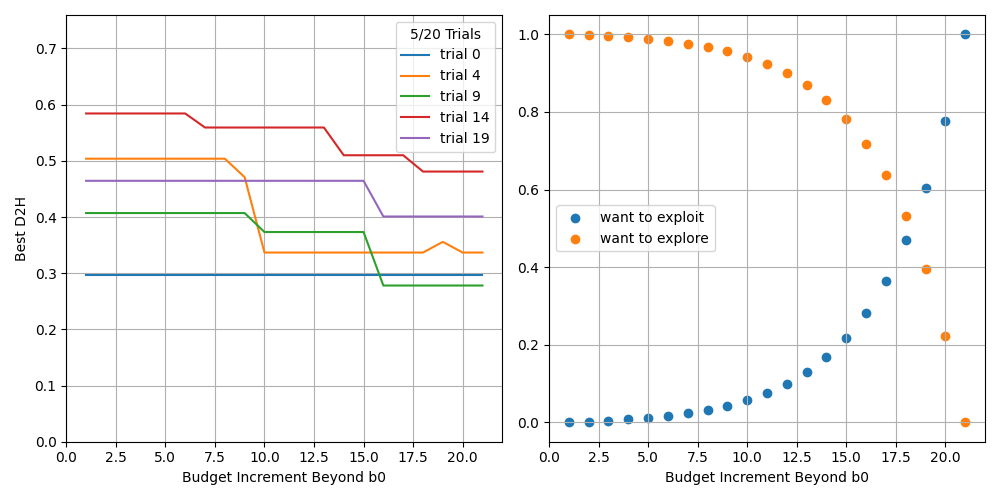 5/20 Trials
trial 0
trial 4
trial 9
trial 14
trial 19
0.7
0.6
0.5
0.4
0.3
0.2
0.1
0.0
Best D2H
0.0 2.5 5.0 7.5 10.0 12.5 15.0 17.5 20.0
Budget Increment Beyond b0
1.0
0.8
0.6
0.4
0.2
0.0
want to exploit
want to explore
0.0 2.5 5.0 7.5 10.0 12.5 15.0 17.5 20.0
Budget Increment Beyond b0